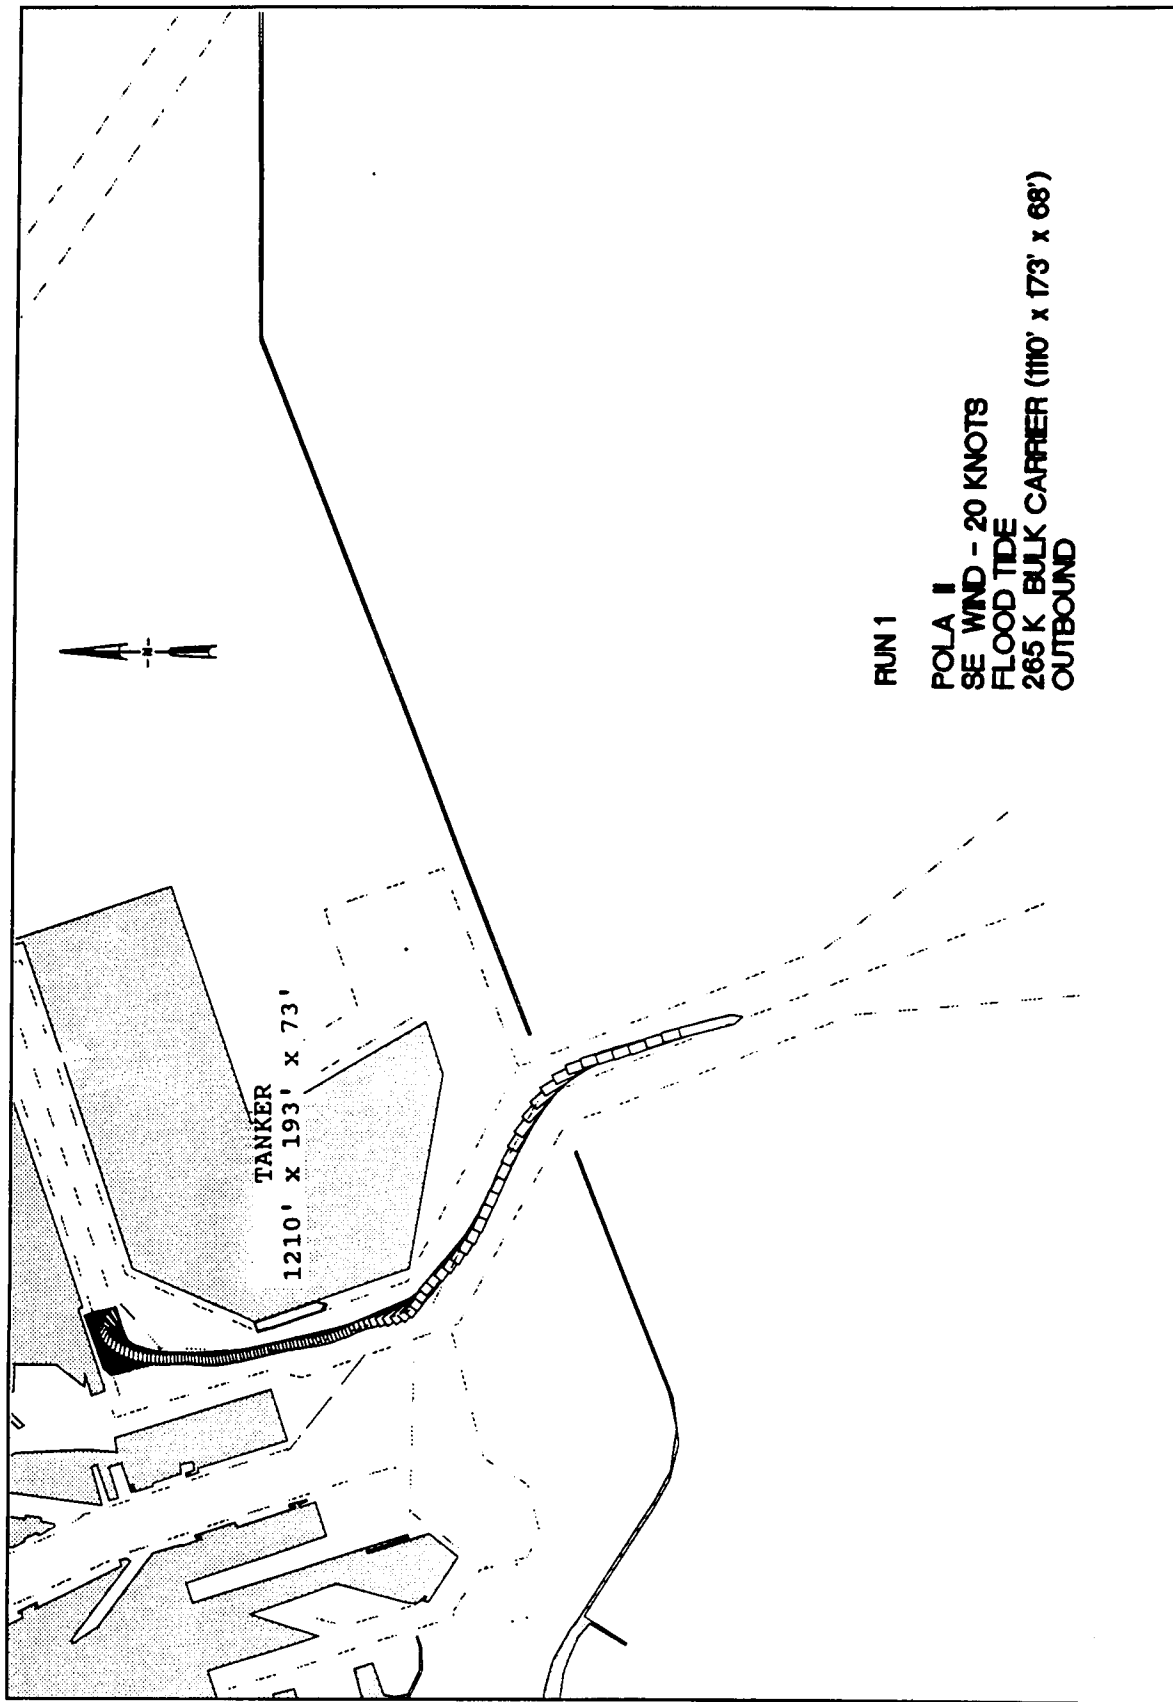 TANKER
1210' x 193' x 73'
N
RUN 1
POLA II
SE WIND - 20 KNOTS
FLOOD TIDE
265 K BULK CARRIER (1110' x 173' x 68')
OUTBOUND